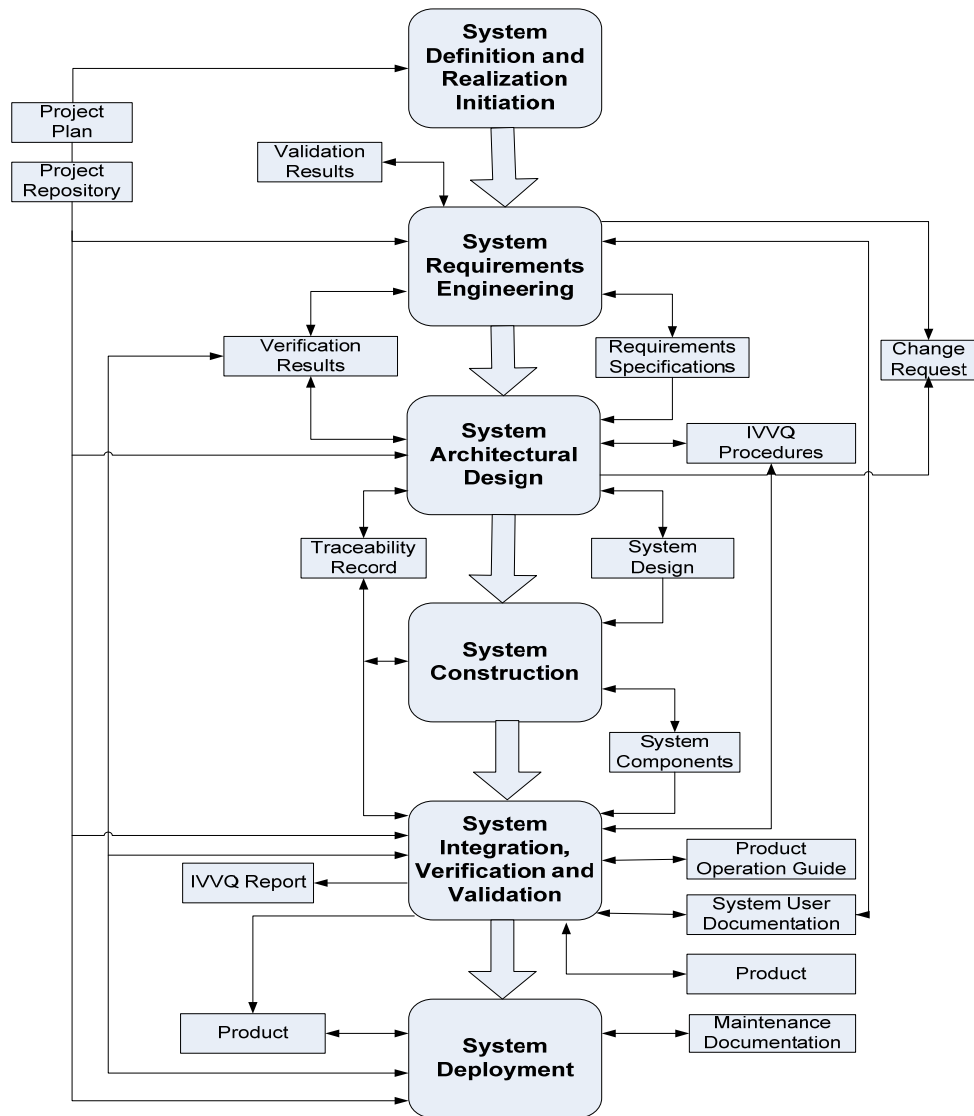 System
Definition and
Realization
Initiation
Project
Plan
Validation
Results
Project
Repository
System
Requirements
Engineering
Verification
Results
Requirements
Specifications
Change
Request
System
Architectural
Design
IVVQ
Procedures
Traceability
Record
System
Design
System
Construction
System
Components
System
Integration,
Verification and
Validation
Product
Operation Guide
IVVQ Report
System User
Documentation
Product
Product
System
Deployment
Maintenance
Documentation